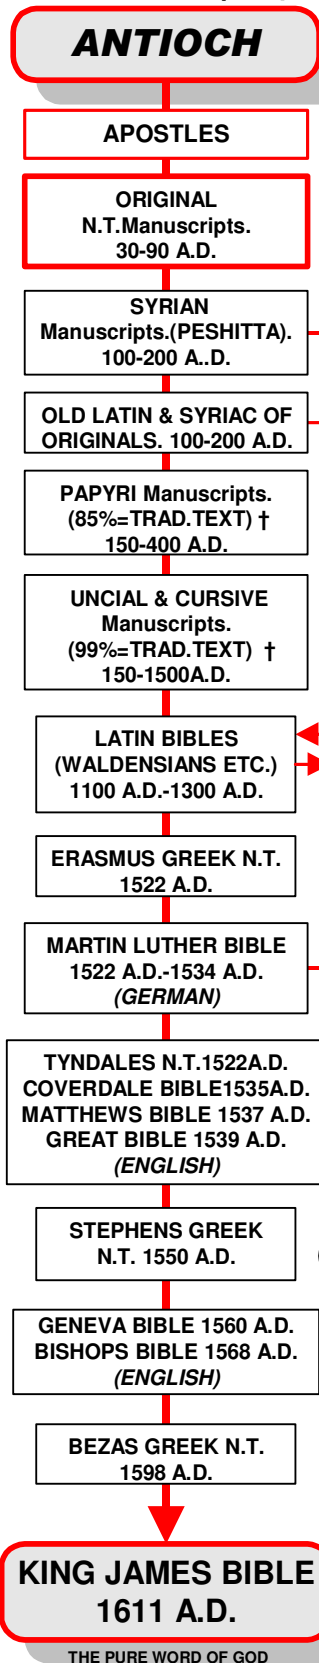 ANTIOCH
APOSTLES
ORIGINAL
N.T.Manuscripts.
30-90 A.D.
SYRIAN
Manuscripts.(PESHITTA).
100-200 A..D.
OLD LATIN & SYRIAC OF
ORIGINALS. 100-200 A.D.
PAPYRI Manuscripts.
(85%=TRAD.TEXT) †
150-400 A.D.
UNCIAL & CURSIVE
Manuscripts.
(99%=TRAD.TEXT) †
150-1500A.D.
LATIN BIBLES
(WALDENSIANS ETC.)
1100 A.D.-1300 A.D.
ERASMUS GREEK N.T.
1522 A.D.
MARTIN LUTHER BIBLE
1522 A.D.-1534 A.D.
(GERMAN)
TYNDALES N.T.1522A.D.
COVERDALE BIBLE1535A.D.
MATTHEWS BIBLE 1537 A.D.
GREAT BIBLE 1539 A.D.
(ENGLISH)
STEPHENS GREEK
N.T. 1550 A.D.
GENEVA BIBLE 1560 A.D.
BISHOPS BIBLE 1568 A.D.
(ENGLISH)
BEZAS GREEK N.T.
1598 A.D.
KING JAMES BIBLE
1611 A.D.
THE PURE WORD OF GOD